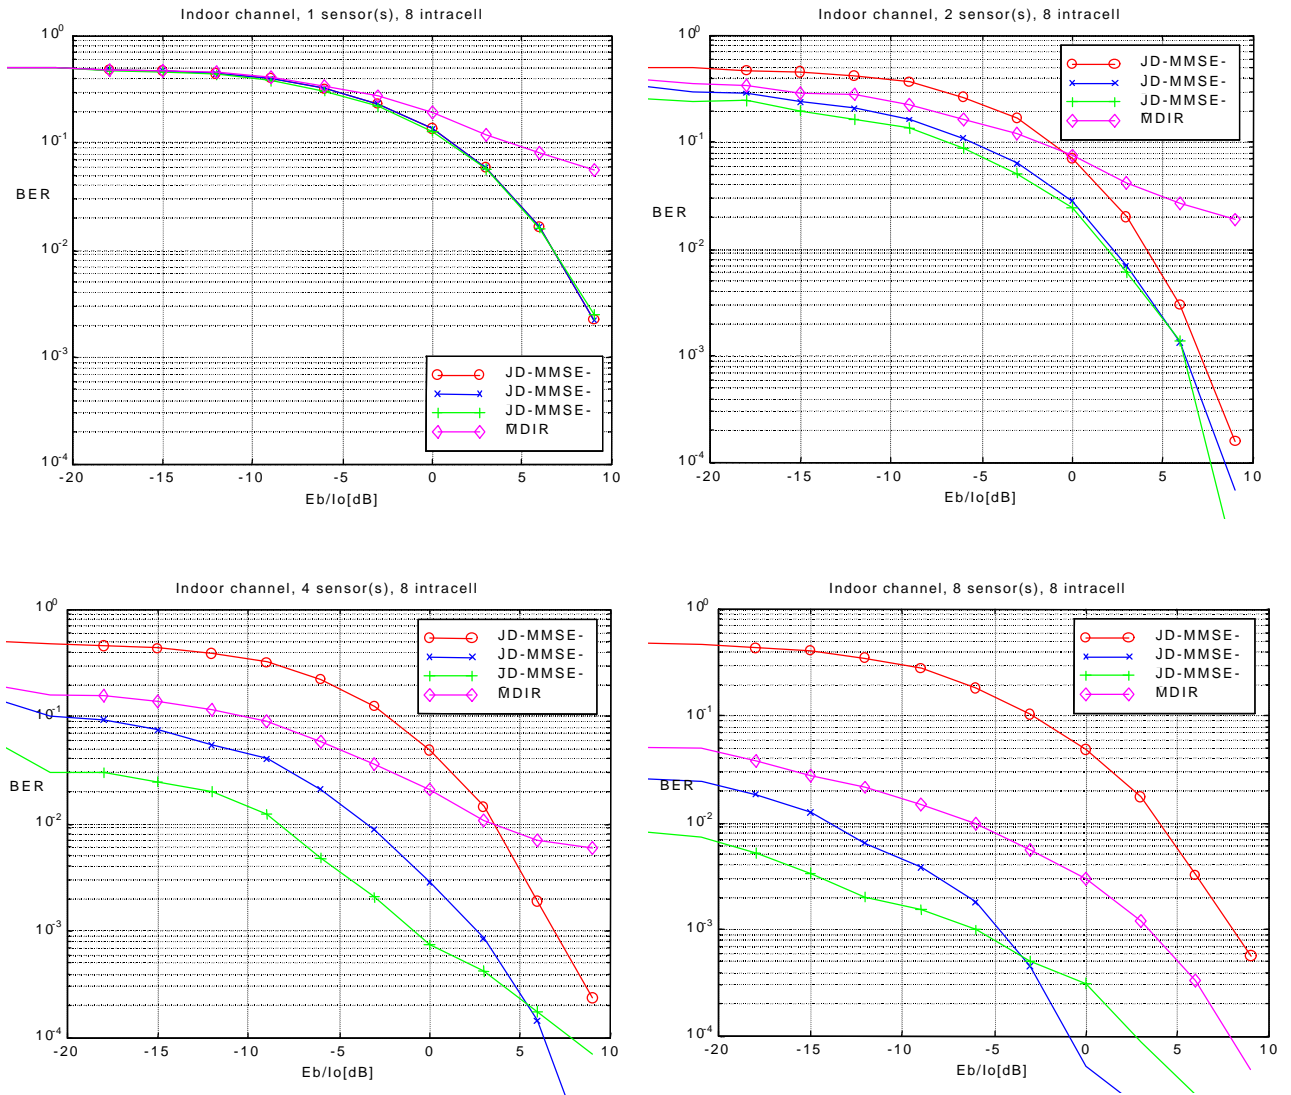 Indoor channel, 1 sensor(s), 8 intracell
10^0
10^-1
BER
10^-2
10^-3
10^-4
JD-MMSE-
JD-MMSE-
JD-MMSE-
MDIR
-20 -15 -10 -5 0 5 10
Eb/Io[dB]
Indoor channel, 2 sensor(s), 8 intracell
10^0
JD-MMSE-
JD-MMSE-
JD-MMSE-
MDIR
10^-1
BER
10^-2
10^-3
10^-4
-20 -15 -10 -5 0 5 10
Eb/Io[dB]
Indoor channel, 4 sensor(s), 8 intracell
10^0
JD-MMSE-
JD-MMSE-
JD-MMSE-
MDIR
10^-1
BER
10^-2
10^-3
10^-4
-20 -15 -10 -5 0 5 10
Eb/Io[dB]
Indoor channel, 8 sensor(s), 8 intracell
10^0
JD-MMSE-
JD-MMSE-
JD-MMSE-
MDIR
10^-1
BER
10^-2
10^-3
10^-4
-20 -15 -10 -5 0 5 10
Eb/Io[dB]